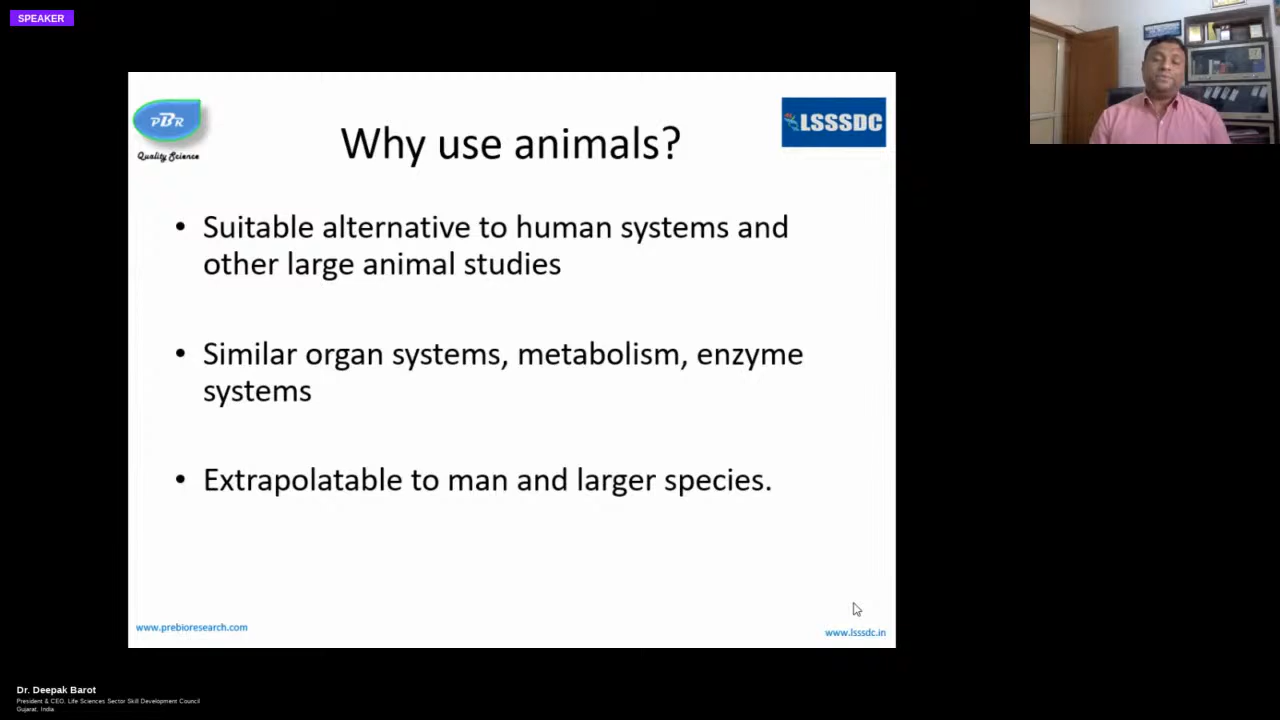 SPEAKER
PBR
Quality Science
LSSSDC
Why use animals?
• Suitable alternative to human systems and
other large animal studies
• Similar organ systems, metabolism, enzyme
systems
• Extrapolatable to man and larger species.
www.prebioresearch.com
www.lsssdc.in
Dr. Deepak Barot
President & CEO, Life Sciences Sector Skill Development Council
Gujarat, India